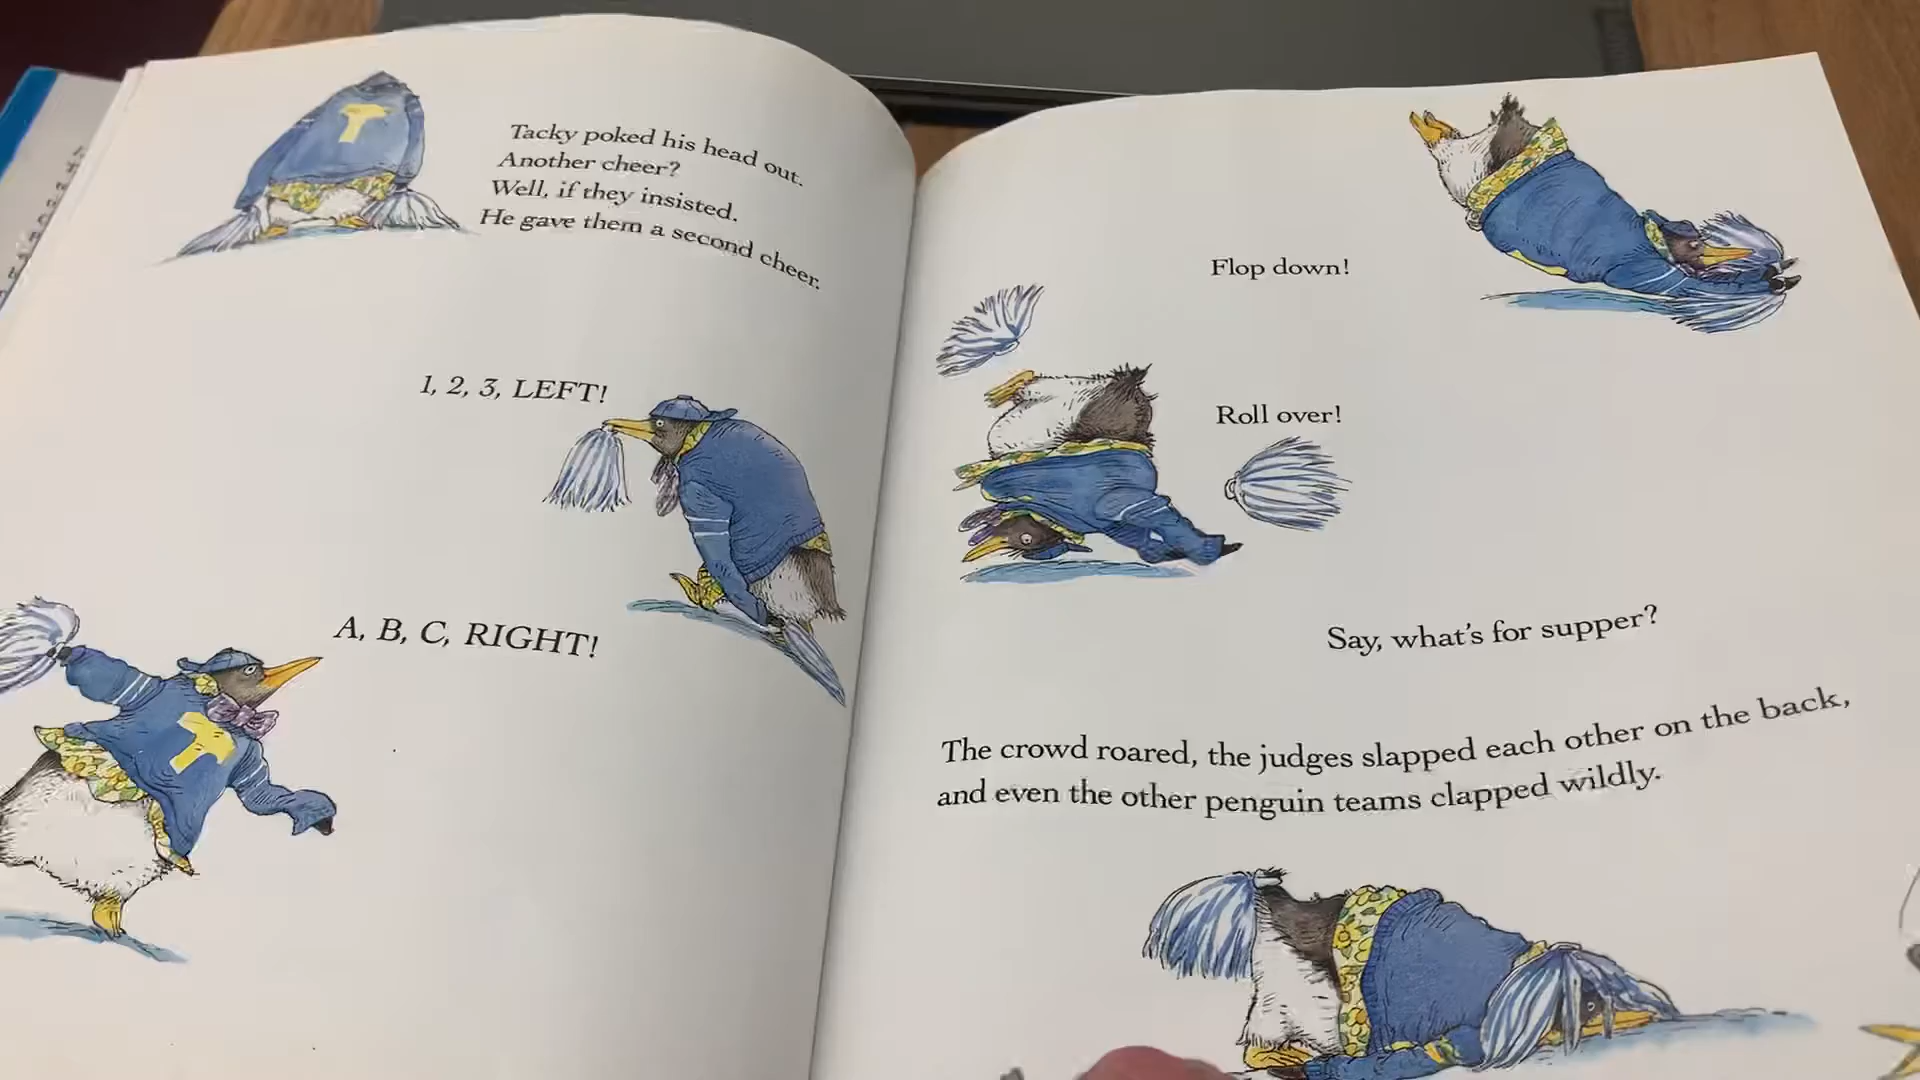 Tacky poked his head out.
Another cheer?
Well, if they insisted.
He gave them a second cheer.
1, 2, 3, LEFT!
A, B, C, RIGHT!
Flop down!
Roll over!
Say, what's for supper?
The crowd roared, the judges slapped each other on the back,
and even the other penguin teams clapped wildly.
T
T